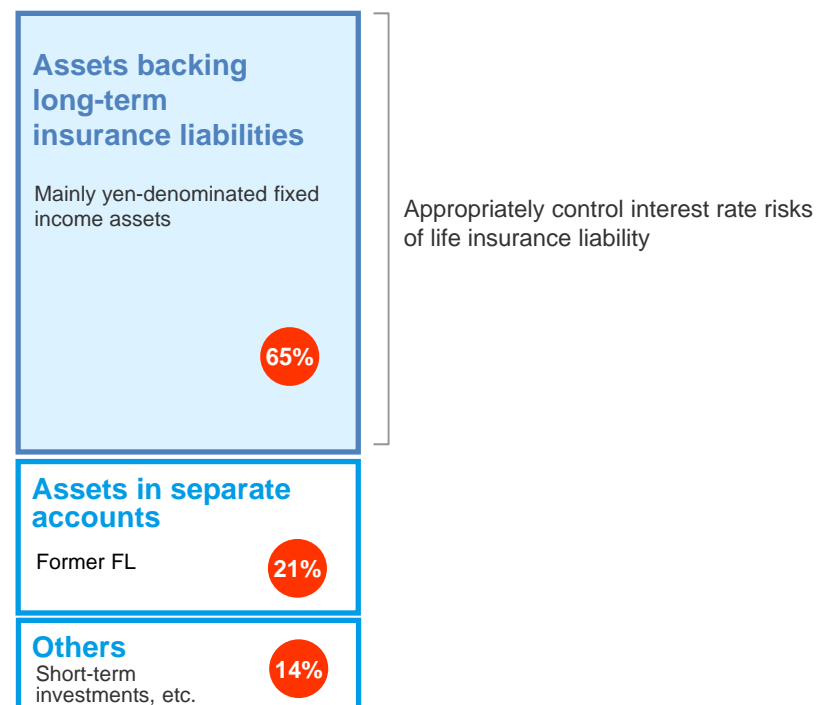 Assets backing
long-term
insurance liabilities
Mainly yen-denominated fixed
income assets
65%
Appropriately control interest rate risks
of life insurance liability
Assets in separate
accounts
Former FL
21%
Others
Short-term
investments, etc.
14%